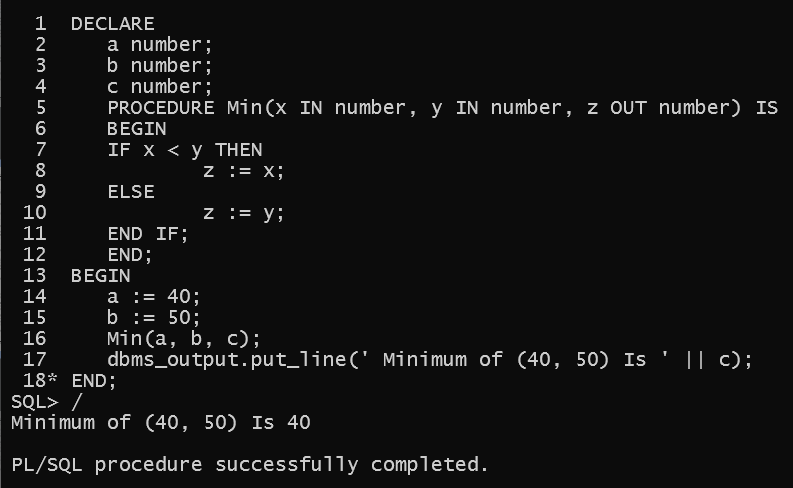 1  DECLARE
  2     a number;
  3     b number;
  4     c number;
  5     PROCEDURE Min(x IN number, y IN number, z OUT number) IS
  6     BEGIN
  7     IF x < y THEN
  8             z := x;
  9     ELSE
 10             z := y;
 11     END IF;
 12     END;
 13  BEGIN
 14     a := 40;
 15     b := 50;
 16     Min(a, b, c);
 17     dbms_output.put_line(' Minimum of (40, 50) Is ' || c);
 18* END;
SQL> /
Minimum of (40, 50) Is 40
PL/SQL procedure successfully completed.